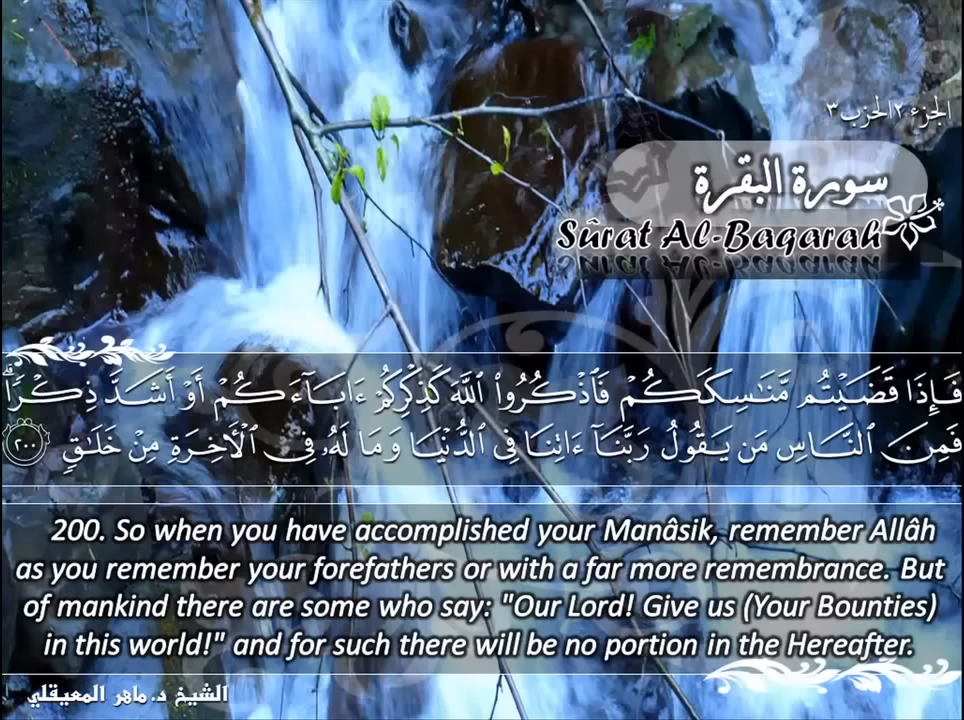 الجزء ٢ الحزب ٣
سورة البقرة
Sûrat Al-Baqarah
فَإِذَا قَضَيْتُم مَّنَـٰسِكَكُمْ فَٱذْكُرُوا۟ ٱللَّهَ كَذِكْرِكُمْ ءَابَآءَكُمْ أَوْ أَشَدَّ ذِكْرًا ۗ
فَمِنَ ٱلنَّاسِ مَن يَقُولُ رَبَّنَآ ءَاتِنَا فِى ٱلدُّنْيَا وَمَا لَهُۥ فِى ٱلْـَٔاخِرَةِ مِنْ خَلَـٰقٍ ٢٠٠
200. So when you have accomplished your Manâsik, remember Allâh
as you remember your forefathers or with a far more remembrance. But
of mankind there are some who say: "Our Lord! Give us (Your Bounties)
in this world!" and for such there will be no portion in the Hereafter.
الشيخ د. ماهر المعيقلي